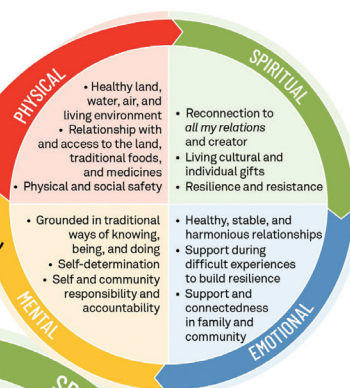 PHYSICAL
• Healthy land,
water, air, and
living environment
• Relationship with
and access to the land,
traditional foods,
and medicines
• Physical and social safety
SPIRITUAL
• Reconnection to
all my relations
and creator
• Living cultural and
individual gifts
• Resilience and resistance
• Grounded in traditional
ways of knowing,
being, and doing
• Self-determination
• Self and community
responsibility and
accountability
MENTAL
• Healthy, stable, and
harmonious relationships
• Support during
difficult experiences
to build resilience
• Support and
connectedness
in family and
community
EMOTIONAL